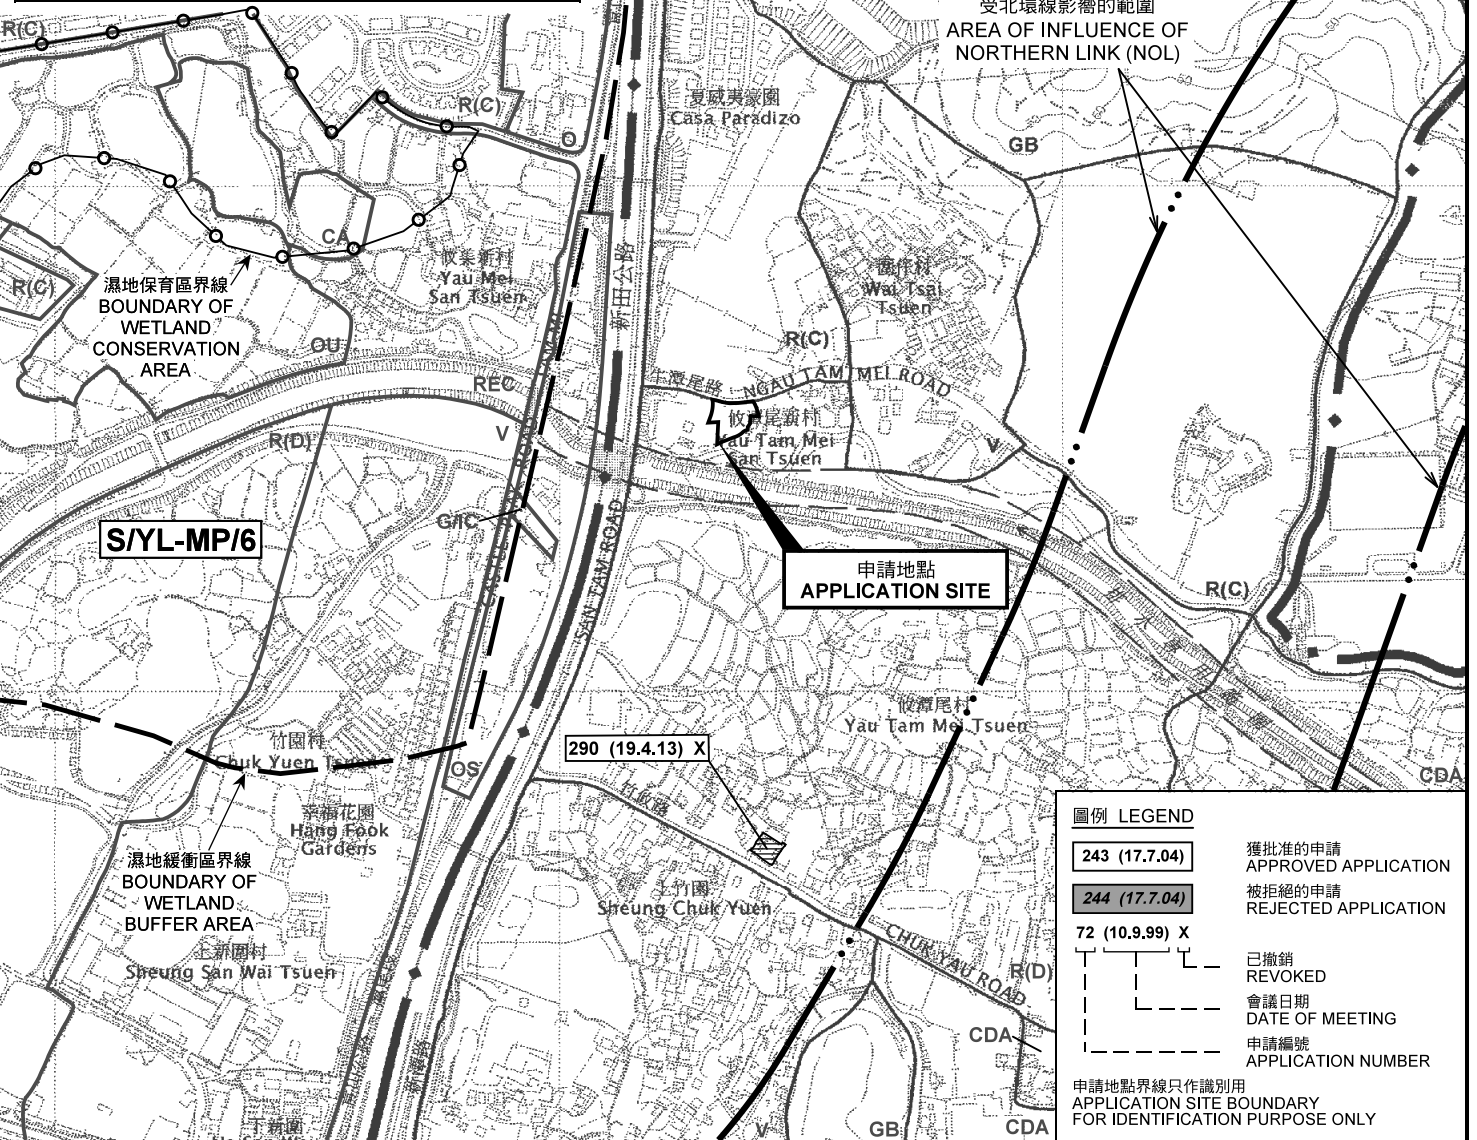 受北環線影響的範圍
AREA OF INFLUENCE OF
NORTHERN LINK (NOL)
R(C)
R(C)
O
夏威夷豪園
Casa Paradizo
GB
CA
攸美新村
Yau Mei
San Tsuen
R(C)
濕地保育區界線
BOUNDARY OF
WETLAND
CONSERVATION
AREA
新田公路
圍仔村
Wai Tsai
Tsuen
OU
R(C)
REC
上潭尾路
NGAU TAM MEI ROAD
攸潭尾新村
Yau Tam Mei
San Tsuen
R(D)
V
V
G/IC
S/YL-MP/6
CASTLE PEAK ROAD
SAN TAM ROAD
申請地點
APPLICATION SITE
R(C)
攸潭尾村
Yau Tam Mei Tsuen
290 (19.4.13) X
竹園村
Chuk Yuen Tsuen
OS
CDA
幸福花園
Hang Fook
Gardens
竹攸路
濕地緩衝區界線
BOUNDARY OF
WETLAND
BUFFER AREA
上竹園
Sheung Chuk Yuen
CHUK YAU ROAD
上新圍村
Sheung San Wai Tsuen
R(D)
CDA
下新圍
V
GB
CDA
圖例 LEGEND
243 (17.7.04)
獲批准的申請
APPROVED APPLICATION
244 (17.7.04)
被拒絕的申請
REJECTED APPLICATION
72 (10.9.99) X
已撤銷
REVOKED
會議日期
DATE OF MEETING
申請編號
APPLICATION NUMBER
申請地點界線只作識別用
APPLICATION SITE BOUNDARY
FOR IDENTIFICATION PURPOSE ONLY